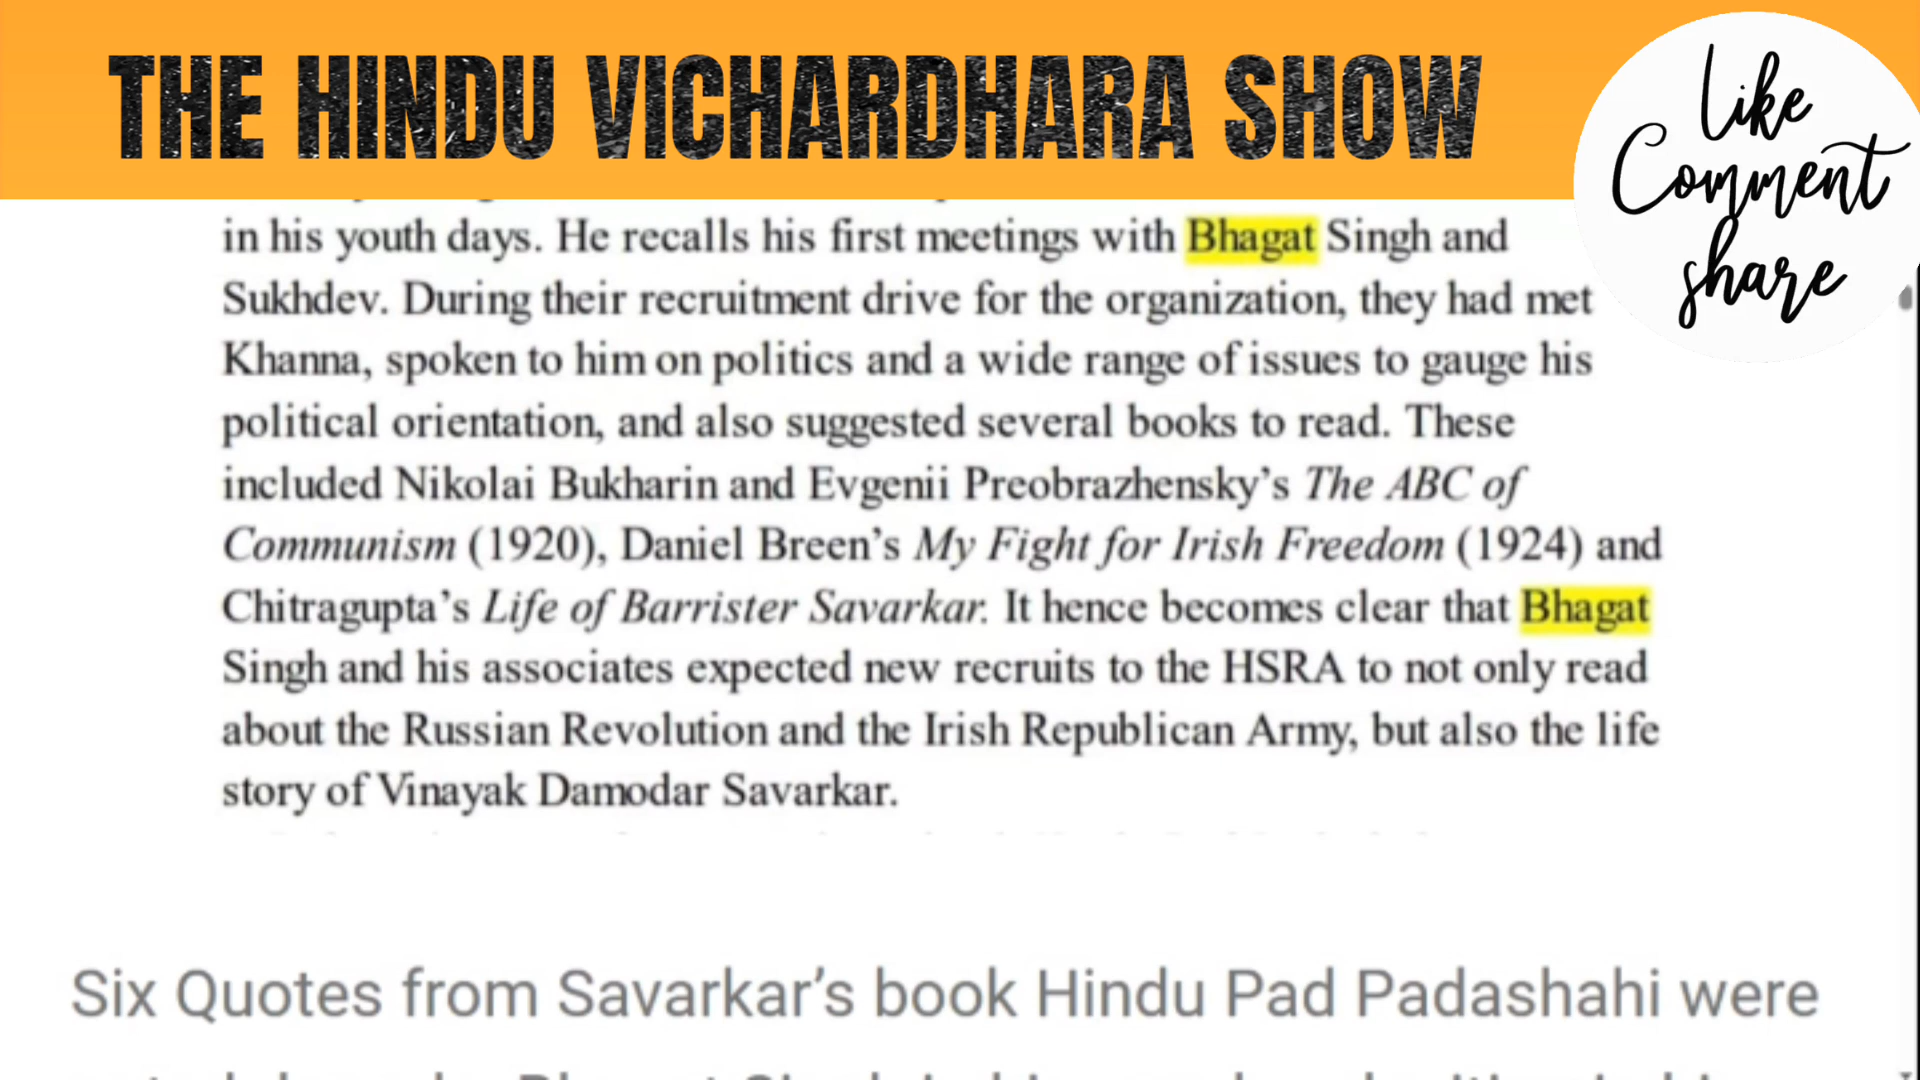 THE HINDU VICHARDHARA SHOW
like
Comment
share
in his youth days. He recalls his first meetings with Bhagat Singh and
Sukhdev. During their recruitment drive for the organization, they had met
Khanna, spoken to him on politics and a wide range of issues to gauge his
political orientation, and also suggested several books to read. These
included Nikolai Bukharin and Evgenii Preobrazhensky’s The ABC of
Communism (1920), Daniel Breen’s My Fight for Irish Freedom (1924) and
Chitragupta’s Life of Barrister Savarkar. It hence becomes clear that Bhagat
Singh and his associates expected new recruits to the HSRA to not only read
about the Russian Revolution and the Irish Republican Army, but also the life
story of Vinayak Damodar Savarkar.
Six Quotes from Savarkar’s book Hindu Pad Padashahi were